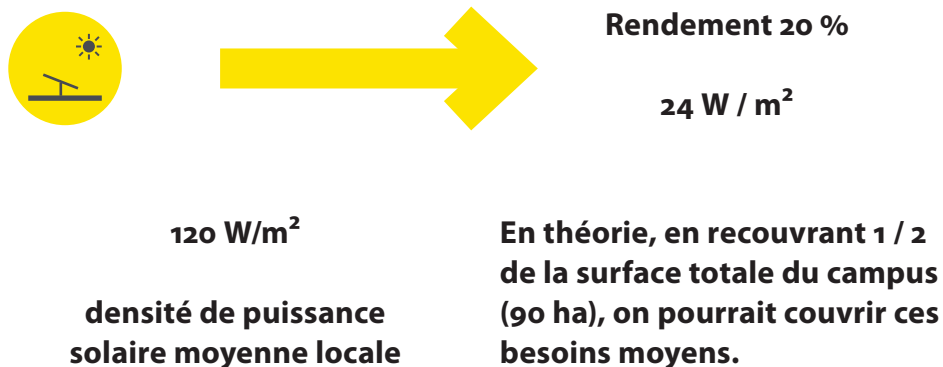 Rendement 20 %
24 W / m²
120 W/m²
densité de puissance
solaire moyenne locale
En théorie, en recouvrant 1 / 2
de la surface totale du campus
(90 ha), on pourrait couvrir ces
besoins moyens.